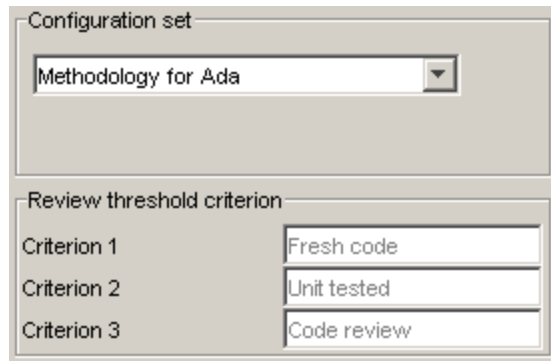 Configuration set
Methodology for Ada
Review threshold criterion
Criterion 1 Fresh code
Criterion 2 Unit tested
Criterion 3 Code review